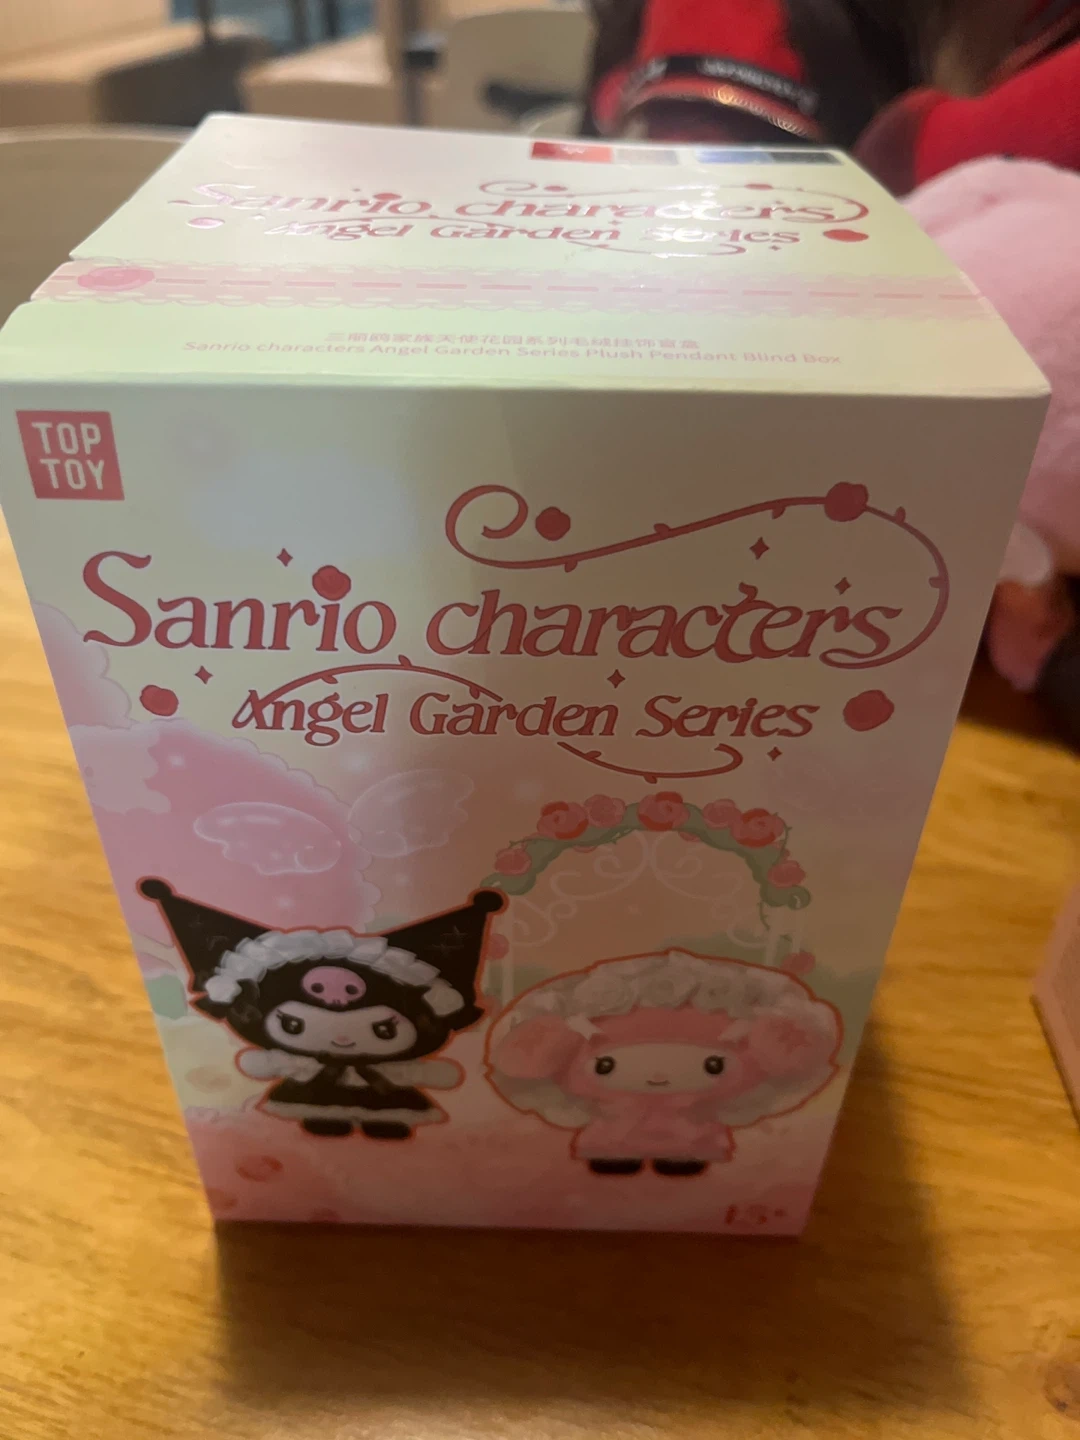 Sanrio characters
Angel Garden Series
三丽鸥家族天使花园系列毛绒挂饰盲盒
Sanrio characters Angel Garden Series Plush Pendant Blind Box
TOP
TOY
Sanrio characters
Angel Garden Series
15+